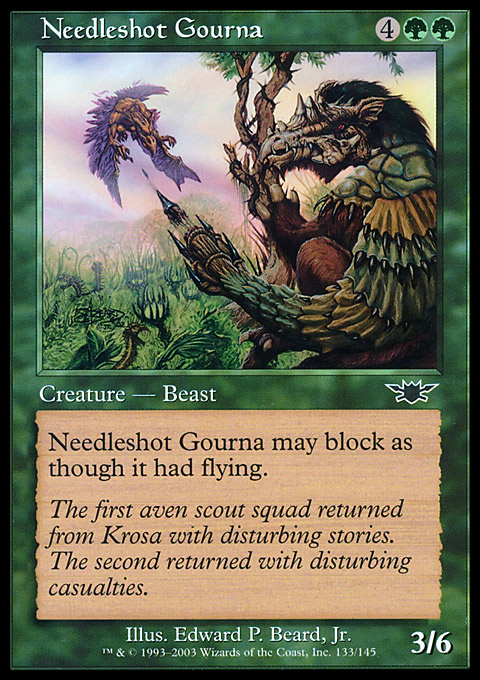 Needleshot Gourna 4
Creature — Beast
Needleshot Gourna may block as
though it had flying.
The first aven scout squad returned
from Krosa with disturbing stories.
The second returned with disturbing
casualties.
Illus. Edward P. Beard, Jr.
3/6
™ & © 1993–2003 Wizards of the Coast, Inc. 133/145